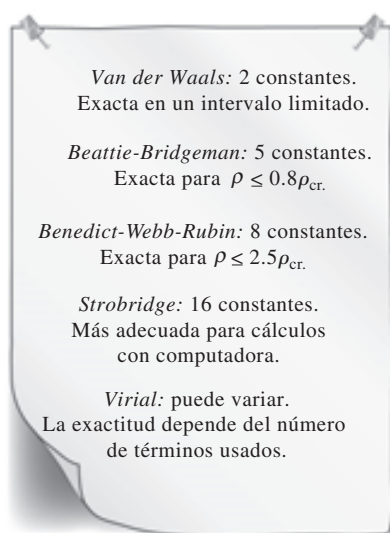 Van der Waals: 2 constantes.
Exacta en un intervalo limitado.
Beattie-Bridgeman: 5 constantes.
Exacta para ρ ≤ 0.8ρcr.
Benedict-Webb-Rubin: 8 constantes.
Exacta para ρ ≤ 2.5ρcr.
Strobridge: 16 constantes.
Más adecuada para cálculos
con computadora.
Virial: puede variar.
La exactitud depende del número
de términos usados.